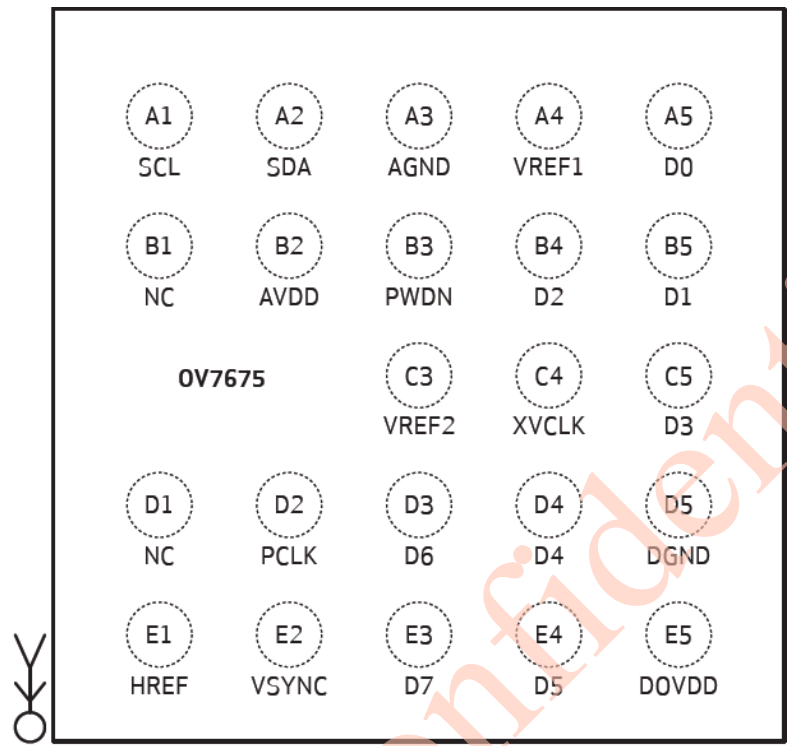 A1 A2 A3 A4 A5
SCL SDA AGND VREF1 D0
B1 B2 B3 B4 B5
NC AVDD PWDN D2 D1
OV7675 C3 C4 C5
VREF2 XVCLK D3
D1 D2 D3 D4 D5
NC PCLK D6 D4 DGND
E1 E2 E3 E4 E5
HREF VSYNC D7 D5 DOVDD